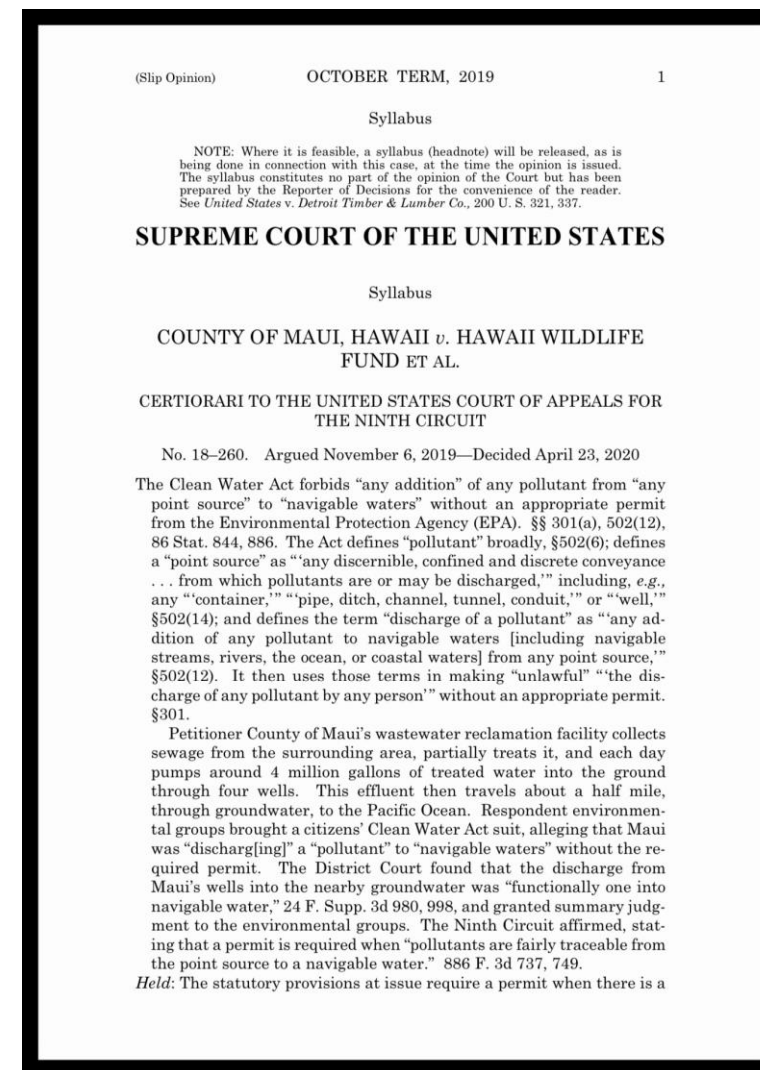 (Slip Opinion) OCTOBER TERM, 2019 1
Syllabus
NOTE: Where it is feasible, a syllabus (headnote) will be released, as is
being done in connection with this case, at the time the opinion is issued.
The syllabus constitutes no part of the opinion of the Court but has been
prepared by the Reporter of Decisions for the convenience of the reader.
See United States v. Detroit Timber & Lumber Co., 200 U. S. 321, 337.
SUPREME COURT OF THE UNITED STATES
Syllabus
COUNTY OF MAUI, HAWAII v. HAWAII WILDLIFE
FUND ET AL.
CERTIORARI TO THE UNITED STATES COURT OF APPEALS FOR
THE NINTH CIRCUIT
No. 18–260. Argued November 6, 2019—Decided April 23, 2020
The Clean Water Act forbids “any addition” of any pollutant from “any
point source” to “navigable waters” without an appropriate permit
from the Environmental Protection Agency (EPA). §§ 301(a), 502(12),
86 Stat. 844, 886. The Act defines “pollutant” broadly, §502(6); defines
a “point source” as “‘any discernible, confined and discrete conveyance
. . . from which pollutants are or may be discharged,’” including, e.g.,
any “‘container,’” “‘pipe, ditch, channel, tunnel, conduit,’” or “‘well,’”
§502(14); and defines the term “discharge of a pollutant” as “‘any ad-
dition of any pollutant to navigable waters [including navigable
streams, rivers, the ocean, or coastal waters] from any point source,’”
§502(12). It then uses those terms in making “unlawful” “‘the dis-
charge of any pollutant by any person’” without an appropriate permit.
§301.
Petitioner County of Maui’s wastewater reclamation facility collects
sewage from the surrounding area, partially treats it, and each day
pumps around 4 million gallons of treated water into the ground
through four wells. This effluent then travels about a half mile,
through groundwater, to the Pacific Ocean. Respondent environmen-
tal groups brought a citizens’ Clean Water Act suit, alleging that Maui
was “discharg[ing]” a “pollutant” to “navigable waters” without the re-
quired permit. The District Court found that the discharge from
Maui’s wells into the nearby groundwater was “functionally one into
navigable water,” 24 F. Supp. 3d 980, 998, and granted summary judg-
ment to the environmental groups. The Ninth Circuit affirmed, stat-
ing that a permit is required when “pollutants are fairly traceable from
the point source to a navigable water.” 886 F. 3d 737, 749.
Held: The statutory provisions at issue require a permit when there is a